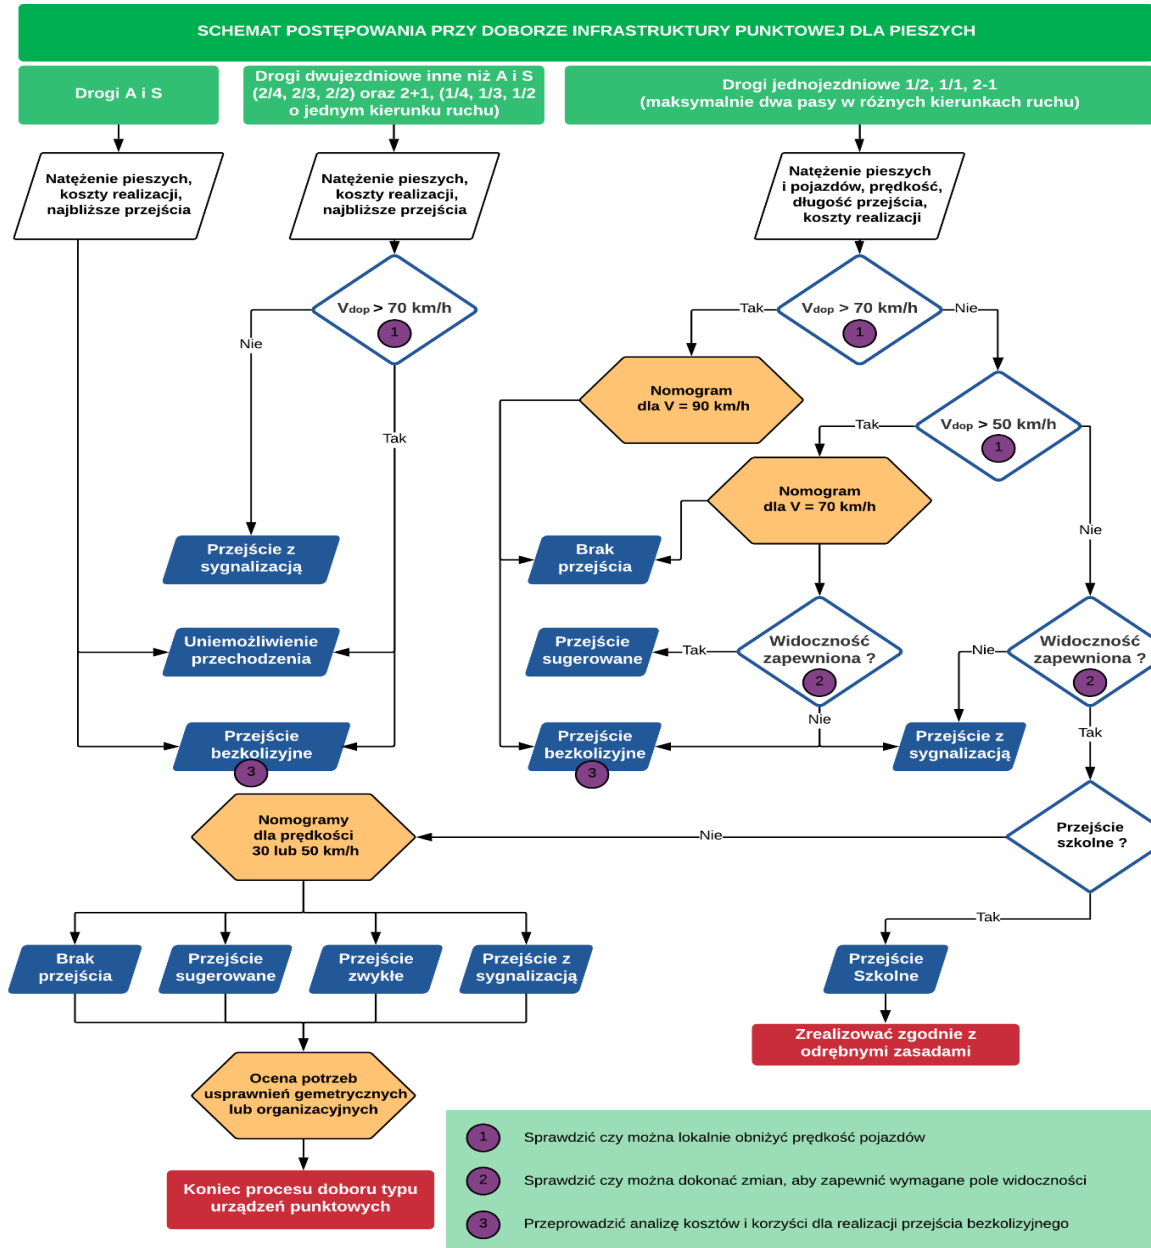 SCHEMAT POSTĘPOWANIA PRZY DOBORZE INFRASTRUKTURY PUNKTOWEJ DLA PIESZYCH
Drogi A i S
Drogi dwujezdniowe inne niż A i S
(2/4, 2/3, 2/2) oraz 2+1, (1/4, 1/3, 1/2
o jednym kierunku ruchu)
Drogi jednojezdniowe 1/2, 1/1, 2-1
(maksymalnie dwa pasy w różnych kierunkach ruchu)
Natężenie pieszych,
koszty realizacji,
najbliższe przejścia
Natężenie pieszych,
koszty realizacji,
najbliższe przejścia
Natężenie pieszych
i pojazdów, prędkość,
długość przejścia,
koszty realizacji
Vdop > 70 km/h
1
Nie
Tak
Vdop > 70 km/h
1
Tak
Nie
Nomogram
dla V = 90 km/h
Vdop > 50 km/h
1
Tak
Nie
Nomogram
dla V = 70 km/h
Przejście z
sygnalizacją
Brak
przejścia
Uniemożliwienie
przechodzenia
Przejście
sugerowane
Tak
Widoczność
zapewniona ?
2
Nie
Nie
Widoczność
zapewniona ?
2
Tak
Przejście
bezkolizyjne
3
Przejście
bezkolizyjne
3
Przejście z
sygnalizacją
Nomogramy
dla prędkości
30 lub 50 km/h
Nie
Przejście
szkolne ?
Tak
Brak
przejścia
Przejście
sugerowane
Przejście
zwykłe
Przejście z
sygnalizacją
Przejście
Szkolne
Zrealizować zgodnie z
odrębnymi zasadami
Ocena potrzeb
usprawnień gemetrycznych
lub organizacyjnych
Koniec procesu doboru typu
urządzeń punktowych
1 Sprawdzić czy można lokalnie obniżyć prędkość pojazdów
2 Sprawdzić czy można dokonać zmian, aby zapewnić wymagane pole widoczności
3 Przeprowadzić analizę kosztów i korzyści dla realizacji przejścia bezkolizyjnego